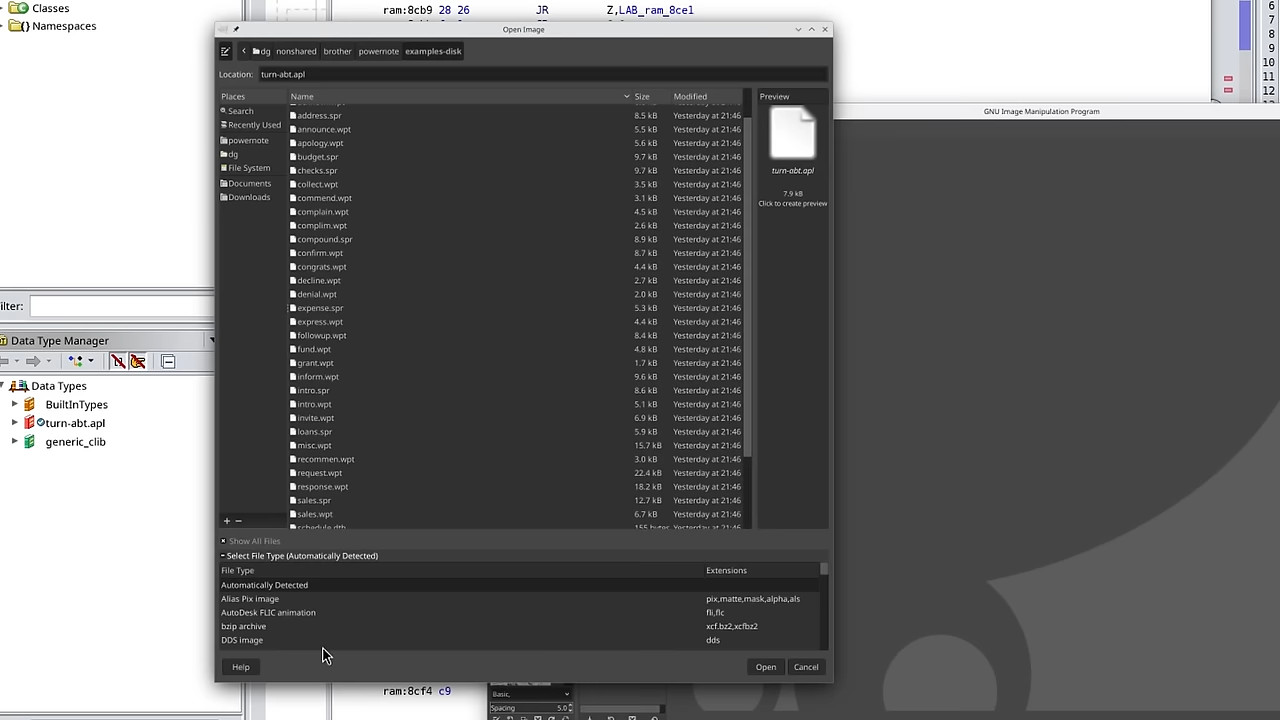 Classes
Namespaces
ram:8cb9 28 26 JR Z,LAB_ram_8ce1
6
7
8
9
10
11
12
Open Image
GNU Image Manipulation Program
dg nonshared brother powernote examples-disk
Location: turn-abt.apl
Places
Search
Recently Used
powernote
dg
File System
Documents
Downloads
Name Size Modified
address.spr 8.5 kB Yesterday at 21:46
announce.wpt 5.5 kB Yesterday at 21:46
apology.wpt 5.6 kB Yesterday at 21:46
budget.spr 9.7 kB Yesterday at 21:46
checks.spr 9.7 kB Yesterday at 21:46
collect.wpt 3.5 kB Yesterday at 21:46
commend.wpt 3.1 kB Yesterday at 21:46
complain.wpt 4.5 kB Yesterday at 21:46
complim.wpt 2.6 kB Yesterday at 21:46
compound.spr 8.9 kB Yesterday at 21:46
confirm.wpt 8.7 kB Yesterday at 21:46
congrats.wpt 4.4 kB Yesterday at 21:46
decline.wpt 2.7 kB Yesterday at 21:46
denial.wpt 2.0 kB Yesterday at 21:46
expense.spr 5.3 kB Yesterday at 21:46
express.wpt 4.4 kB Yesterday at 21:46
followup.wpt 8.4 kB Yesterday at 21:46
fund.wpt 4.8 kB Yesterday at 21:46
grant.wpt 1.7 kB Yesterday at 21:46
inform.wpt 9.6 kB Yesterday at 21:46
intro.spr 8.6 kB Yesterday at 21:46
intro.wpt 5.1 kB Yesterday at 21:46
invite.wpt 6.9 kB Yesterday at 21:46
loans.spr 5.9 kB Yesterday at 21:46
misc.wpt 15.7 kB Yesterday at 21:46
recommen.wpt 3.0 kB Yesterday at 21:46
request.wpt 22.4 kB Yesterday at 21:46
response.wpt 18.2 kB Yesterday at 21:46
sales.spr 12.7 kB Yesterday at 21:46
sales.wpt 6.7 kB Yesterday at 21:46
schedule.dth 155 bytes Yesterday at 21:46
Preview
turn-abt.apl
7.9 kB
Click to create preview
ilter:
Data Type Manager
Data Types
BuiltInTypes
turn-abt.apl
generic_clib
Show All Files
Select File Type (Automatically Detected)
File Type Extensions
Automatically Detected
Alias Pix image pix,matte,mask,alpha,als
AutoDesk FLIC animation fli,flc
bzip archive xcf.bz2,xcfbz2
DDS image dds
Help Open Cancel
ram:8cf4 c9
Basic,
Spacing 5.0